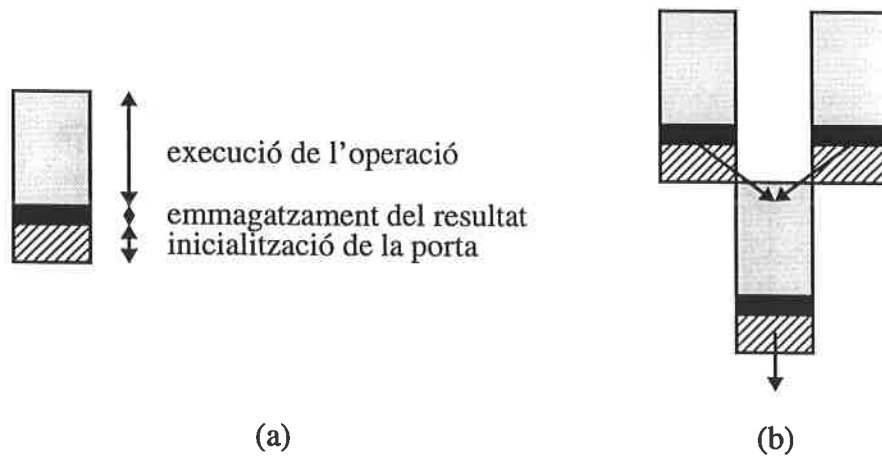 execució de l'operació
emmagatzament del resultat
inicialització de la porta
(a)
(b)